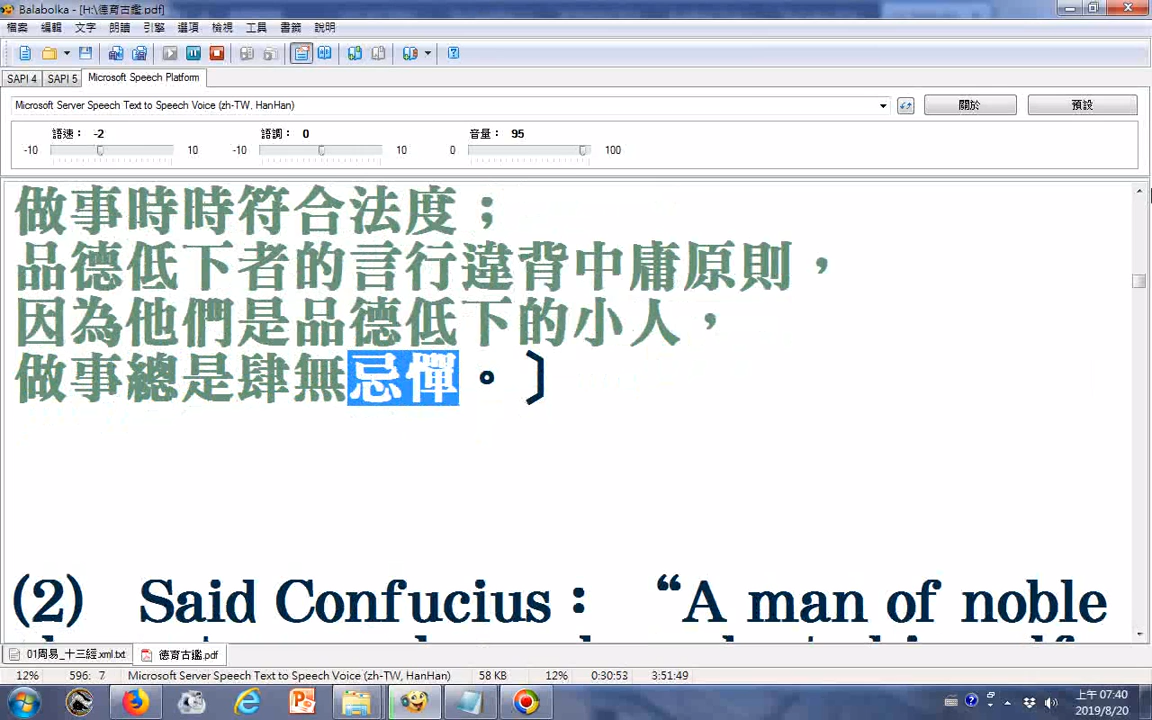 Balabolka - [H:\德育古鑑.pdf]
檔案 編輯 文字 朗讀 引擎 選項 檢視 工具 書籤 說明
SAPI 4 SAPI 5 Microsoft Speech Platform
Microsoft Server Speech Text to Speech Voice (zh-TW, HanHan) 關於 預設
語速： -2 語調： 0 音量： 95
-10 10 -10 10 0 100
做事時時符合法度；
品德低下者的言行違背中庸原則，
因為他們是品德低下的小人，
做事總是肆無忌憚。〕
(2) Said Confucius： “A man of noble
01周易_十三經.xml.txt 德育古鑑.pdf
12% 596: 7 Microsoft Server Speech Text to Speech Voice (zh-TW, HanHan) 58 KB 12% 0:30:53 3:51:49
上午 07:40
2019/8/20